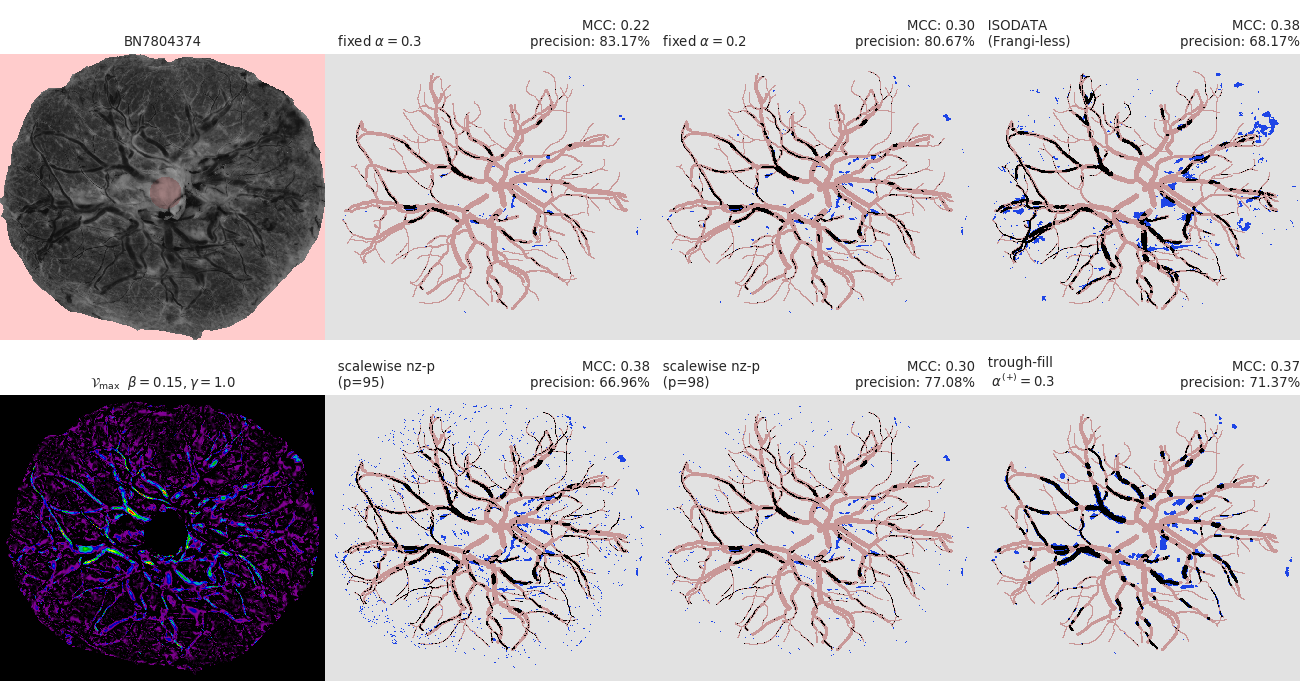 BN7804374
fixed α = 0.3
MCC: 0.22
precision: 83.17%
fixed α = 0.2
MCC: 0.30
precision: 80.67%
ISODATA
(Frangi-less)
MCC: 0.38
precision: 68.17%
𝒱max β = 0.15, γ = 1.0
scalewise nz-p
(p=95)
MCC: 0.38
precision: 66.96%
scalewise nz-p
(p=98)
MCC: 0.30
precision: 77.08%
trough-fill
α(+) = 0.3
MCC: 0.37
precision: 71.37%